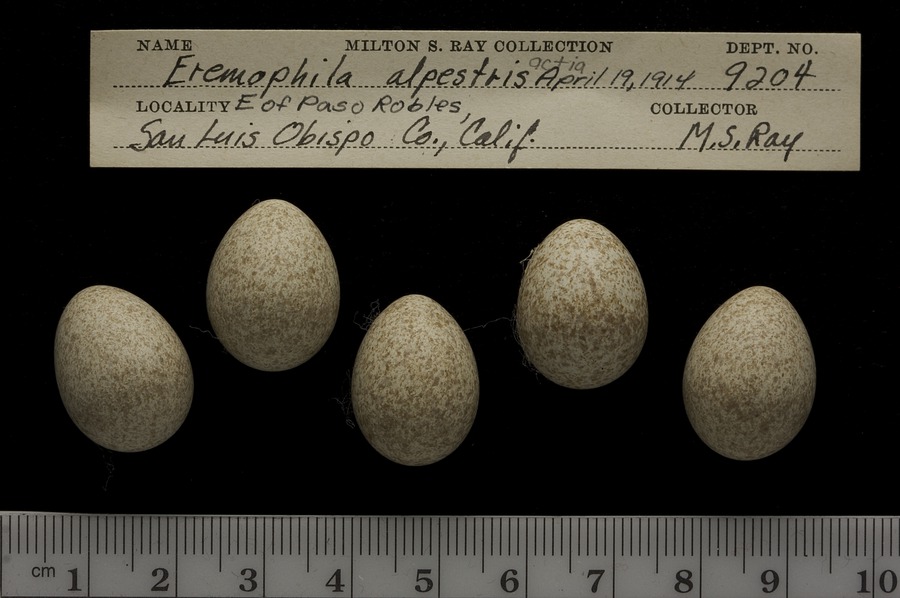 NAME MILTON S. RAY COLLECTION DEPT. NO.
Eremophila alpestris actia April 19, 1914 9204
LOCALITY E of Paso Robles, COLLECTOR
San Luis Obispo Co., Calif. M.S. Ray
cm 1 2 3 4 5 6 7 8 9 10